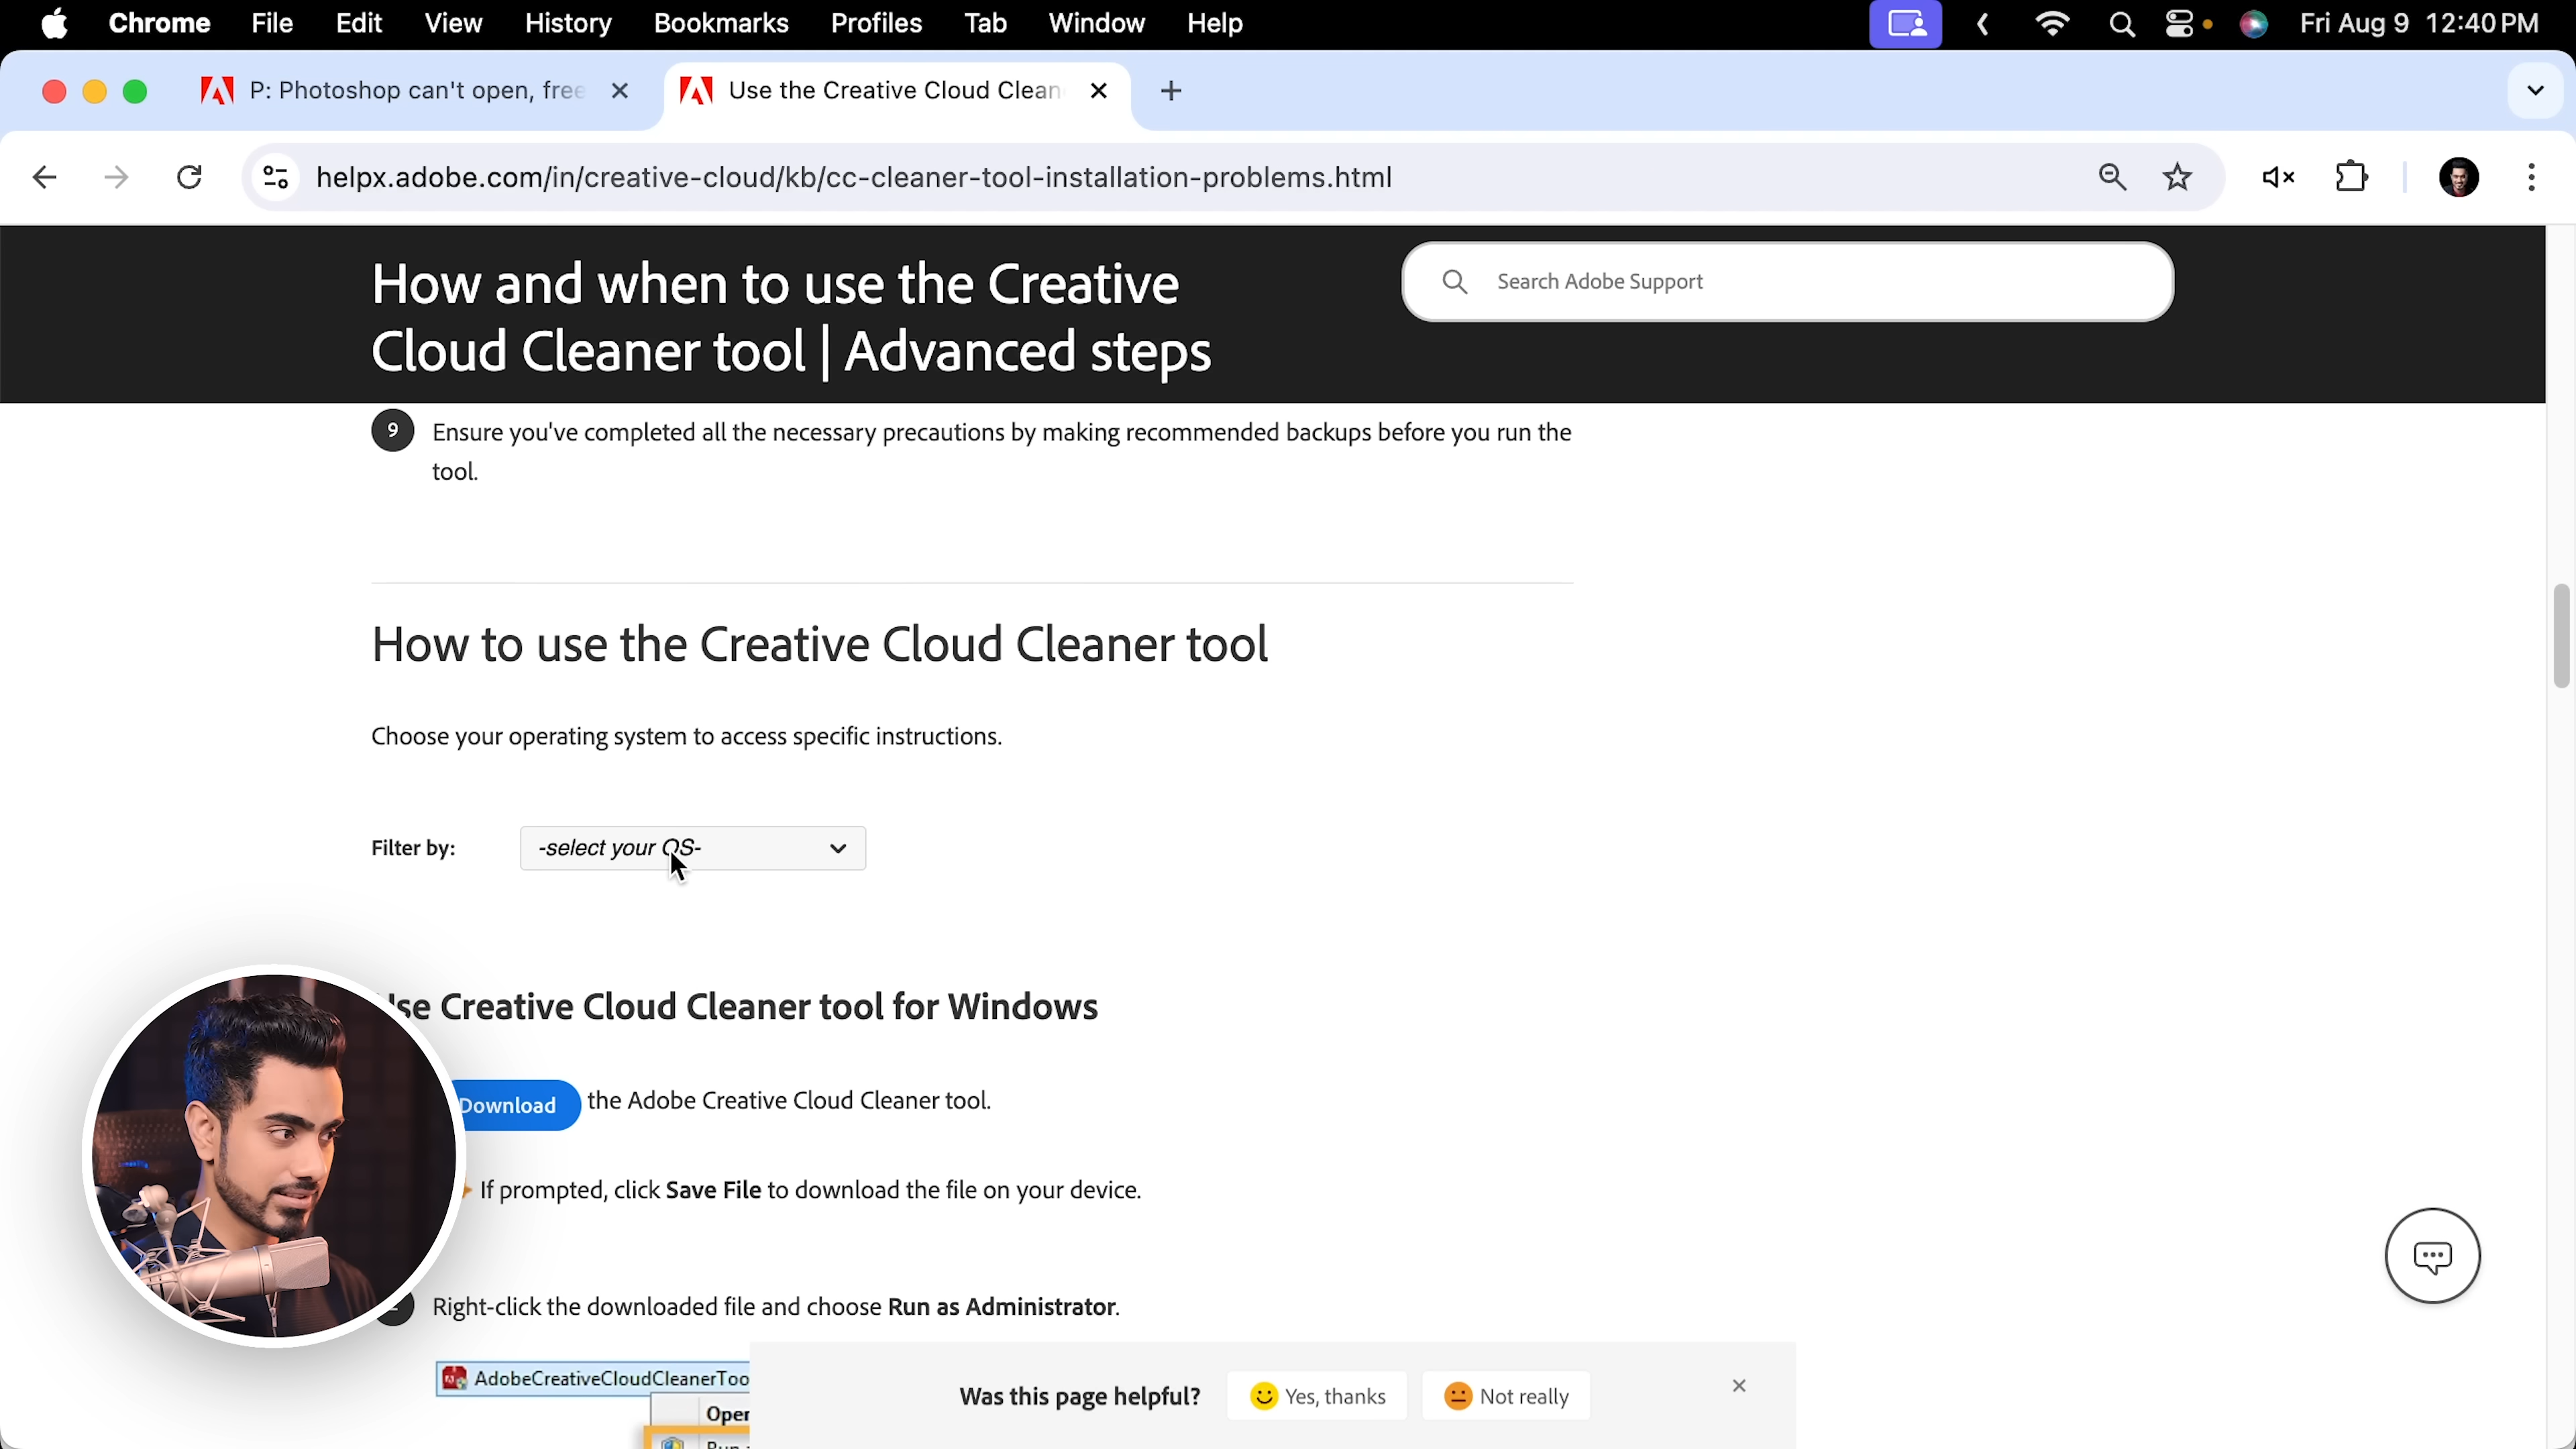 Chrome File Edit View History Bookmarks Profiles Tab Window Help Fri Aug 9 12:40 PM
P: Photoshop can't open, free Use the Creative Cloud Clean
helpx.adobe.com/in/creative-cloud/kb/cc-cleaner-tool-installation-problems.html
How and when to use the Creative
Cloud Cleaner tool | Advanced steps
Search Adobe Support
9 Ensure you've completed all the necessary precautions by making recommended backups before you run the
tool.
How to use the Creative Cloud Cleaner tool
Choose your operating system to access specific instructions.
Filter by: -select your OS-
Creative Cloud Cleaner tool for Windows
Download the Adobe Creative Cloud Cleaner tool.
If prompted, click Save File to download the file on your device.
Right-click the downloaded file and choose Run as Administrator.
AdobeCreativeCloudCleanerToo
Open
Was this page helpful? Yes, thanks Not really